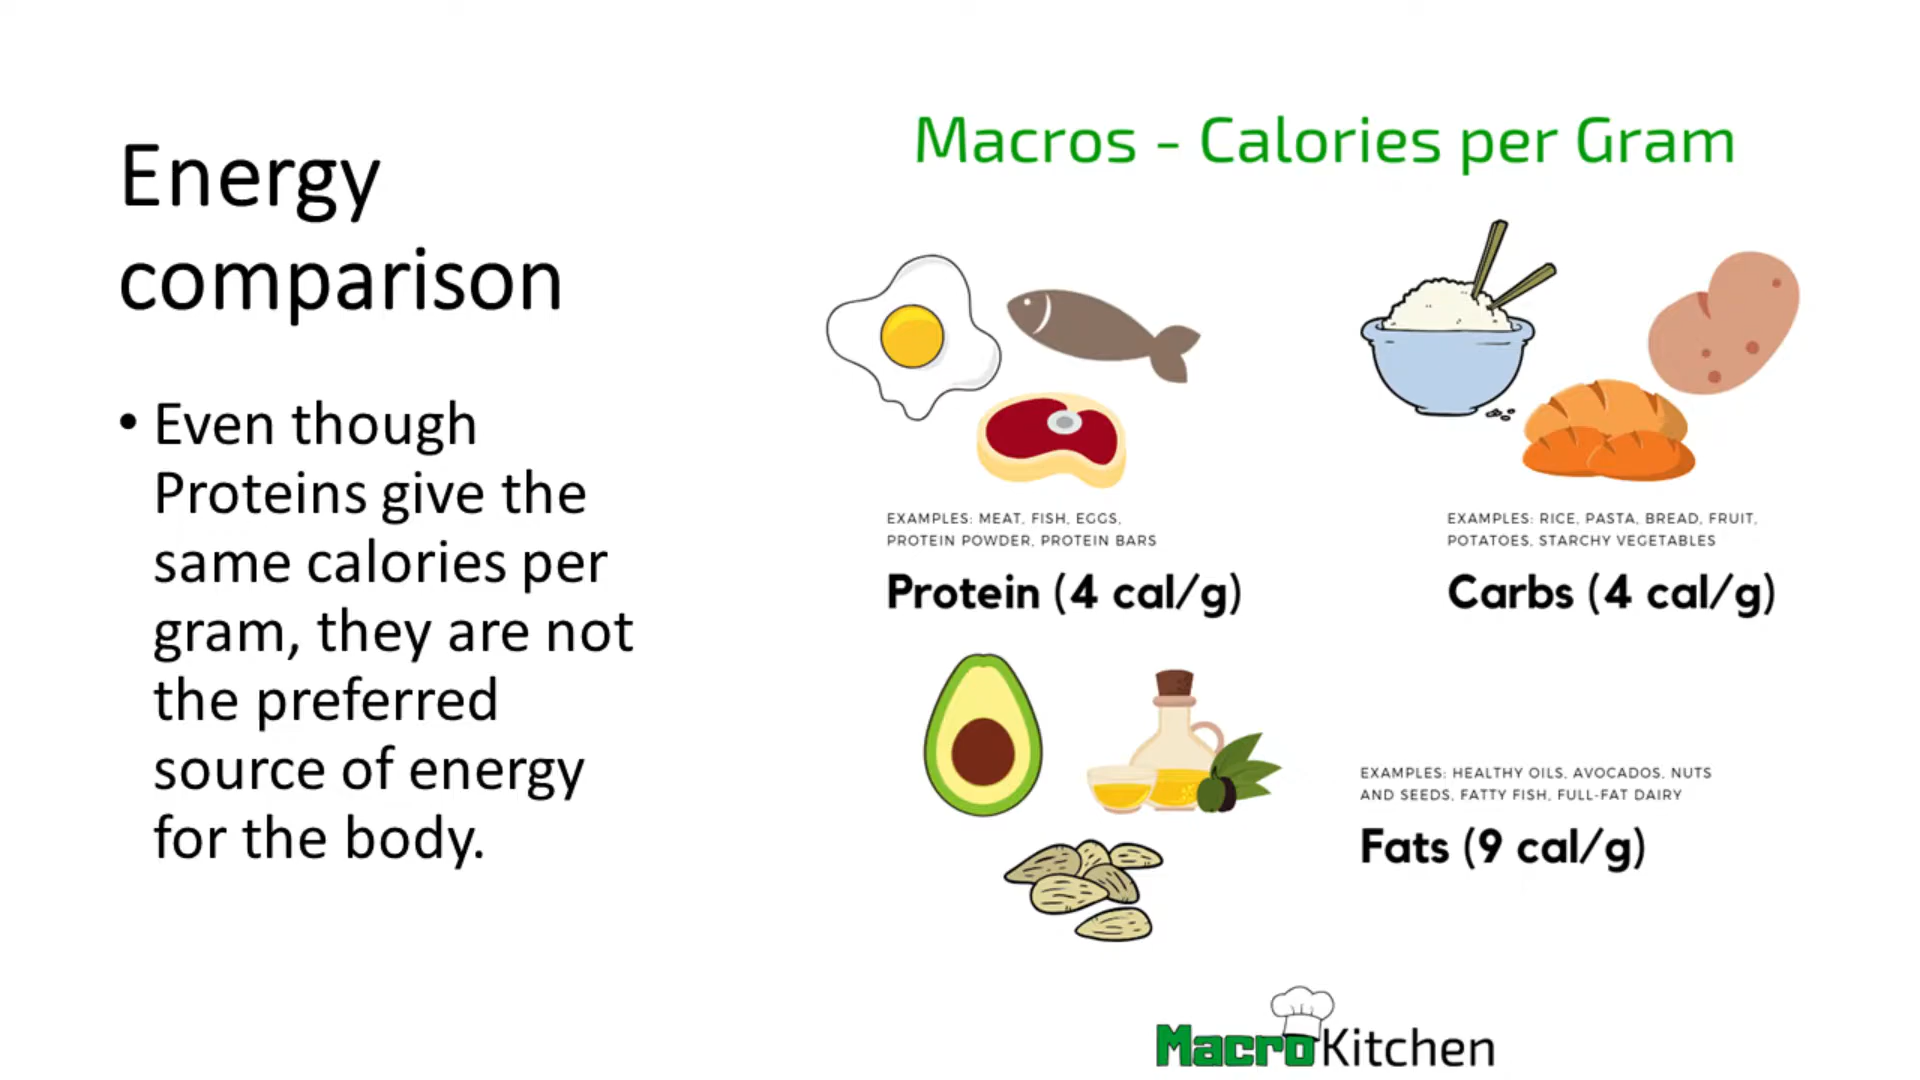 Energy
comparison
• Even though
Proteins give the
same calories per
gram, they are not
the preferred
source of energy
for the body.
Macros - Calories per Gram
EXAMPLES: MEAT, FISH, EGGS,
PROTEIN POWDER, PROTEIN BARS
Protein (4 cal/g)
EXAMPLES: RICE, PASTA, BREAD, FRUIT,
POTATOES, STARCHY VEGETABLES
Carbs (4 cal/g)
EXAMPLES: HEALTHY OILS, AVOCADOS, NUTS
AND SEEDS, FATTY FISH, FULL-FAT DAIRY
Fats (9 cal/g)
MacroKitchen